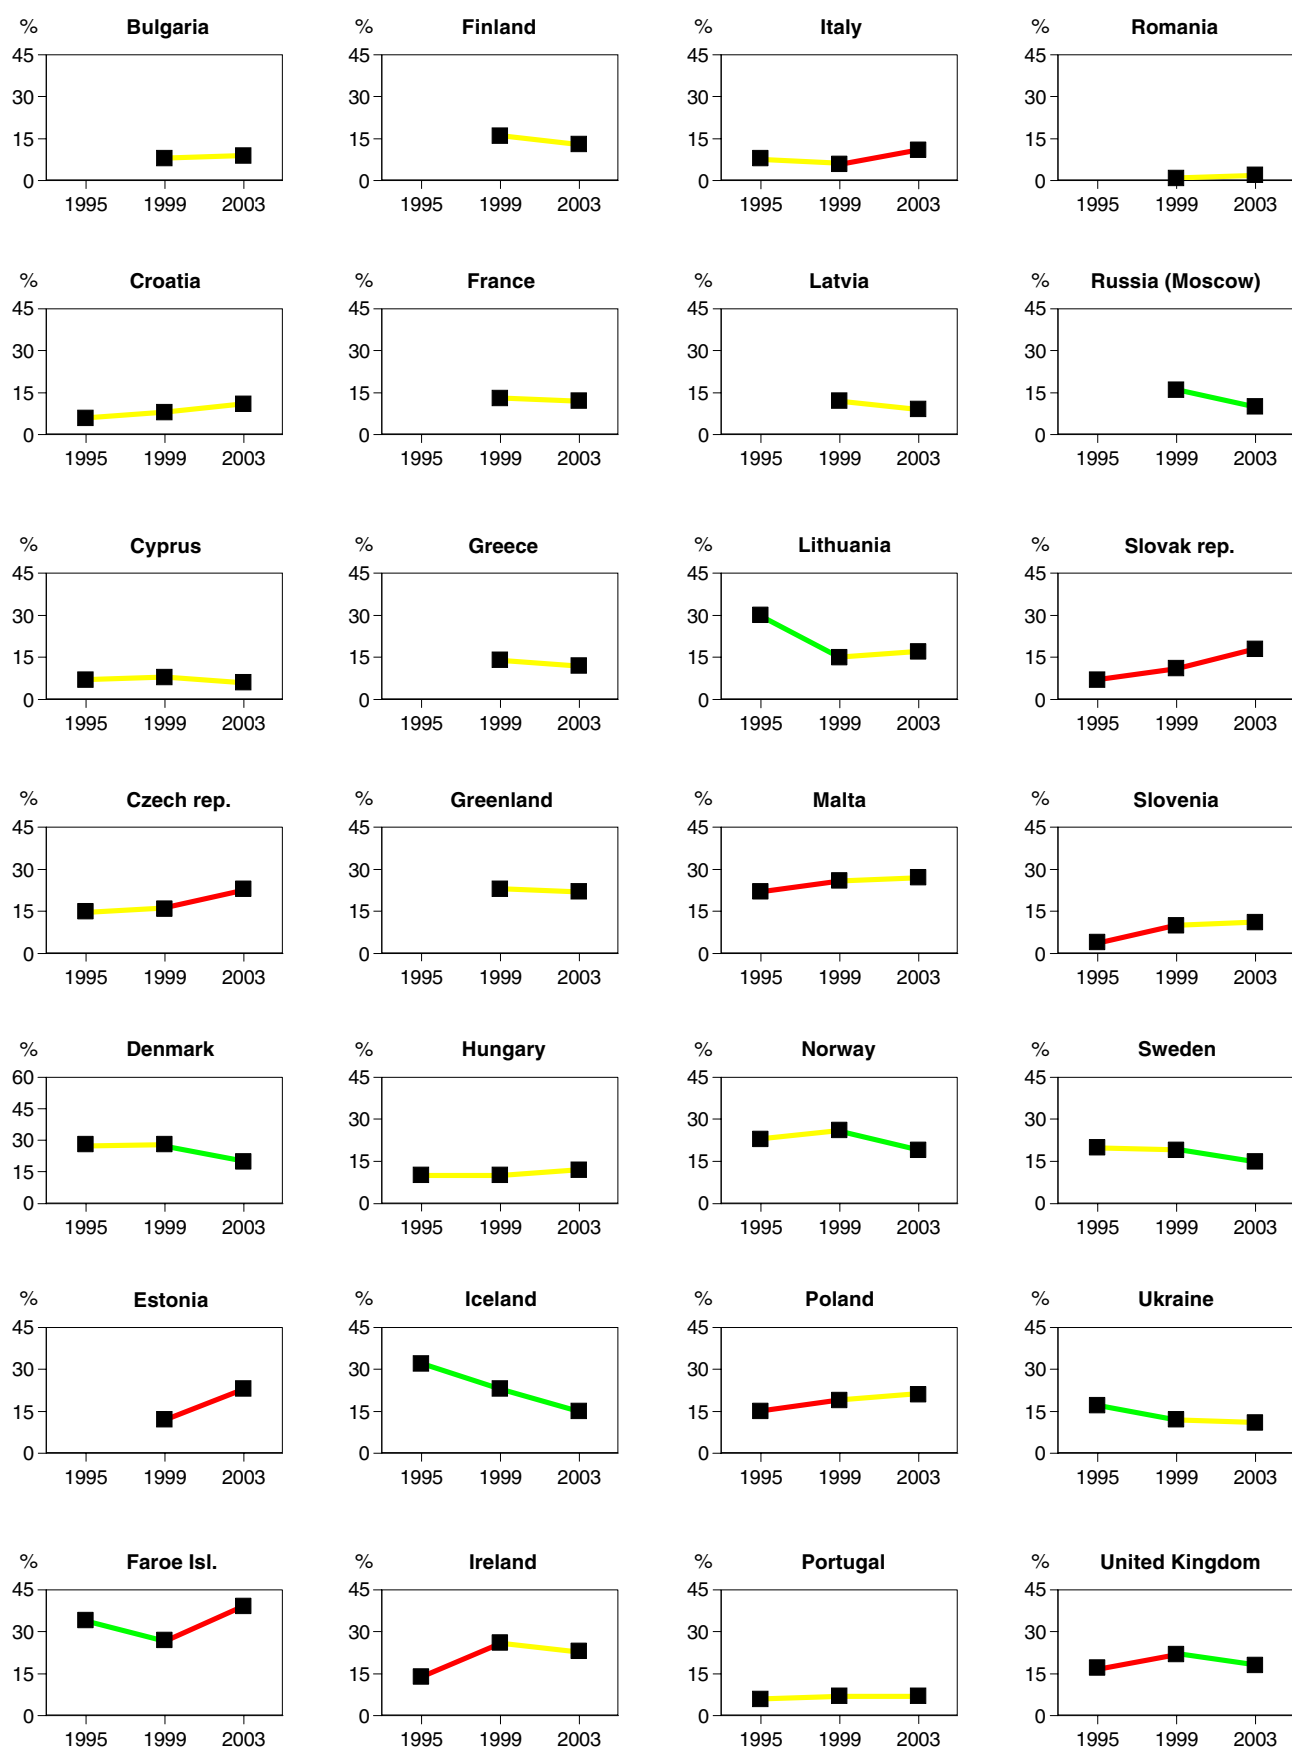 % Bulgaria % Finland % Italy % Romania
45 45 45 45
30 30 30 30
15 15 15 15
0 0 0 0
1995 1999 2003 1995 1999 2003 1995 1999 2003 1995 1999 2003
% Croatia % France % Latvia % Russia (Moscow)
45 45 45 45
30 30 30 30
15 15 15 15
0 0 0 0
1995 1999 2003 1995 1999 2003 1995 1999 2003 1995 1999 2003
% Cyprus % Greece % Lithuania % Slovak rep.
45 45 45 45
30 30 30 30
15 15 15 15
0 0 0 0
1995 1999 2003 1995 1999 2003 1995 1999 2003 1995 1999 2003
% Czech rep. % Greenland % Malta % Slovenia
45 45 45 45
30 30 30 30
15 15 15 15
0 0 0 0
1995 1999 2003 1995 1999 2003 1995 1999 2003 1995 1999 2003
% Denmark % Hungary % Norway % Sweden
60 45 45 45
45
30 30 30 30
15 15 15 15
0 0 0 0
1995 1999 2003 1995 1999 2003 1995 1999 2003 1995 1999 2003
% Estonia % Iceland % Poland % Ukraine
45 45 45 45
30 30 30 30
15 15 15 15
0 0 0 0
1995 1999 2003 1995 1999 2003 1995 1999 2003 1995 1999 2003
% Faroe Isl. % Ireland % Portugal % United Kingdom
45 45 45 45
30 30 30 30
15 15 15 15
0 0 0 0
1995 1999 2003 1995 1999 2003 1995 1999 2003 1995 1999 2003